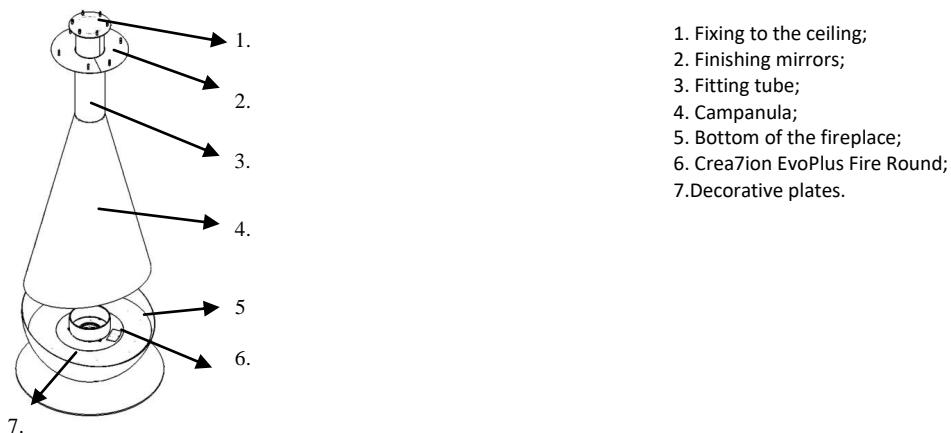 1.
2.
3.
4.
5
6.
7.
1. Fixing to the ceiling;
2. Finishing mirrors;
3. Fitting tube;
4. Campanula;
5. Bottom of the fireplace;
6. Crea7ion EvoPlus Fire Round;
7.Decorative plates.